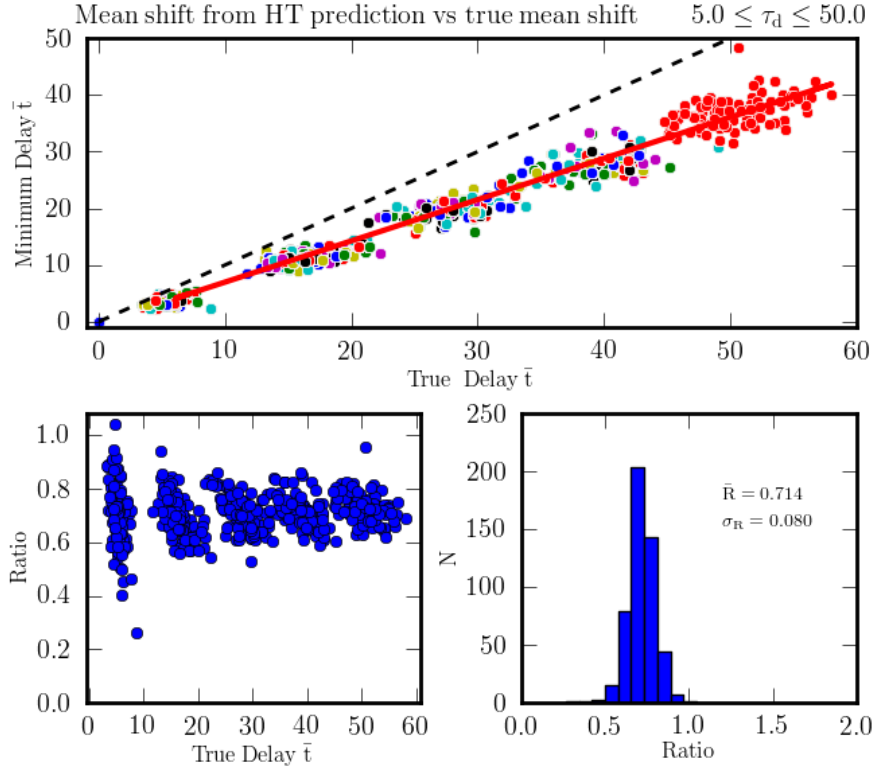 Mean shift from HT prediction vs true mean shift 5.0 ≤ τd ≤ 50.0
50
40
30
20
10
0
Minimum Delay t̄
0 10 20 30 40 50 60
True Delay t̄
1.0
0.8
0.6
0.4
0.2
0.0
Ratio
0 10 20 30 40 50 60
True Delay t̄
250
200
150
100
50
0
N
R̄ = 0.714
σR = 0.080
0.0 0.5 1.0 1.5 2.0
Ratio